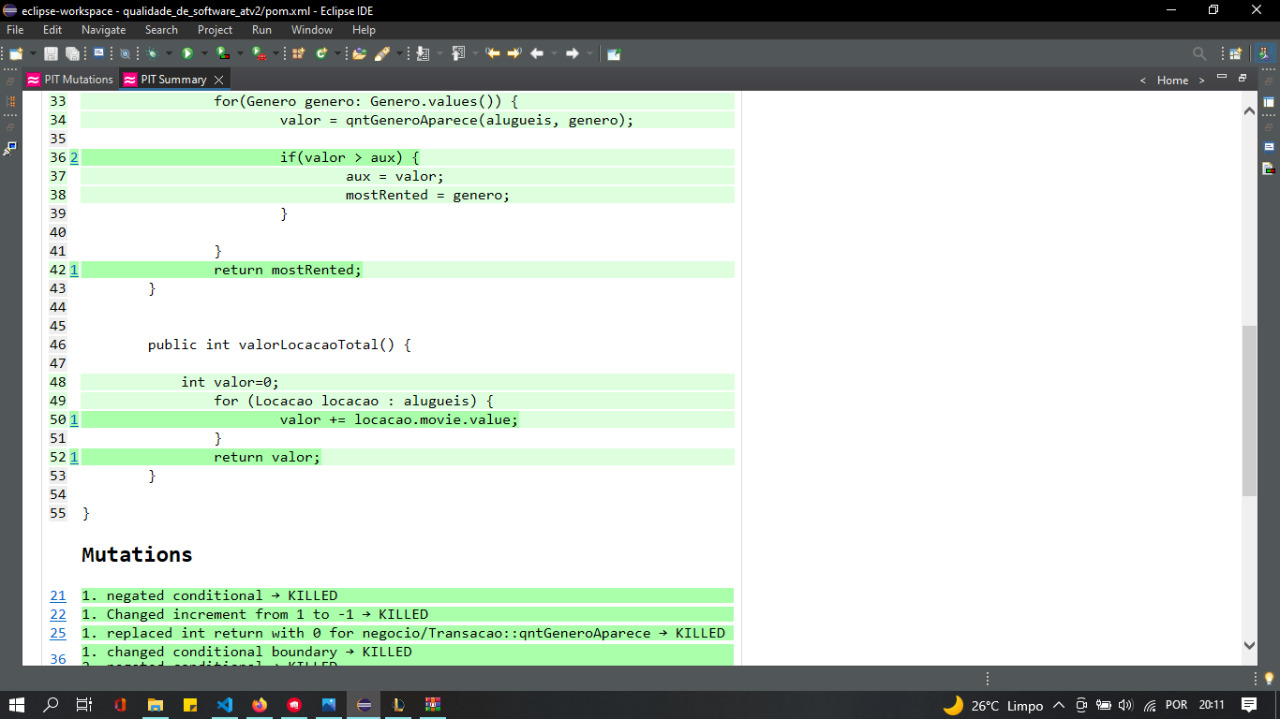 eclipse-workspace - qualidade_de_software_atv2/pom.xml - Eclipse IDE
File Edit Navigate Search Project Run Window Help
PIT Mutations PIT Summary
< Home >
33 for(Genero genero: Genero.values()) {
34 valor = qntGeneroAparece(alugueis, genero);
35
36 2 if(valor > aux) {
37 aux = valor;
38 mostRented = genero;
39 }
40
41 }
42 1 return mostRented;
43 }
44
45
46 public int valorLocacaoTotal() {
47
48 int valor=0;
49 for (Locacao locacao : alugueis) {
50 1 valor += locacao.movie.value;
51 }
52 1 return valor;
53 }
54
55 }
Mutations
21 1. negated conditional → KILLED
22 1. Changed increment from 1 to -1 → KILLED
25 1. replaced int return with 0 for negocio/Transacao::qntGeneroAparece → KILLED
36 1. changed conditional boundary → KILLED
2. negated conditional → KILLED
26°C Limpo POR 20:11